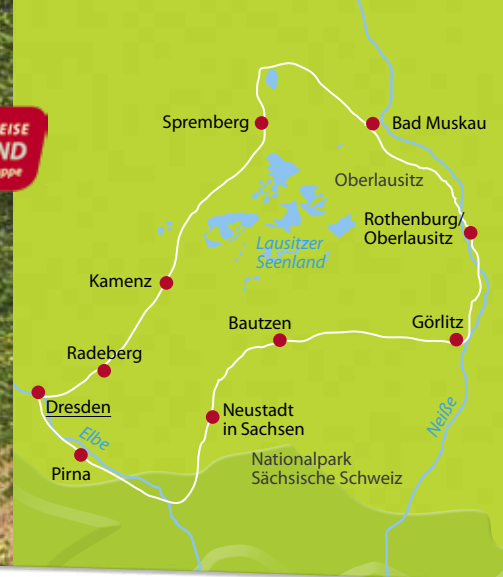 EISE
ND
ppe
Spremberg
Bad Muskau
Oberlausitz
Rothenburg/
Oberlausitz
Lausitzer
Seenland
Kamenz
Bautzen
Görlitz
Radeberg
Dresden
Neustadt
in Sachsen
Elbe
Neiße
Pirna
Nationalpark
Sächsische Schweiz